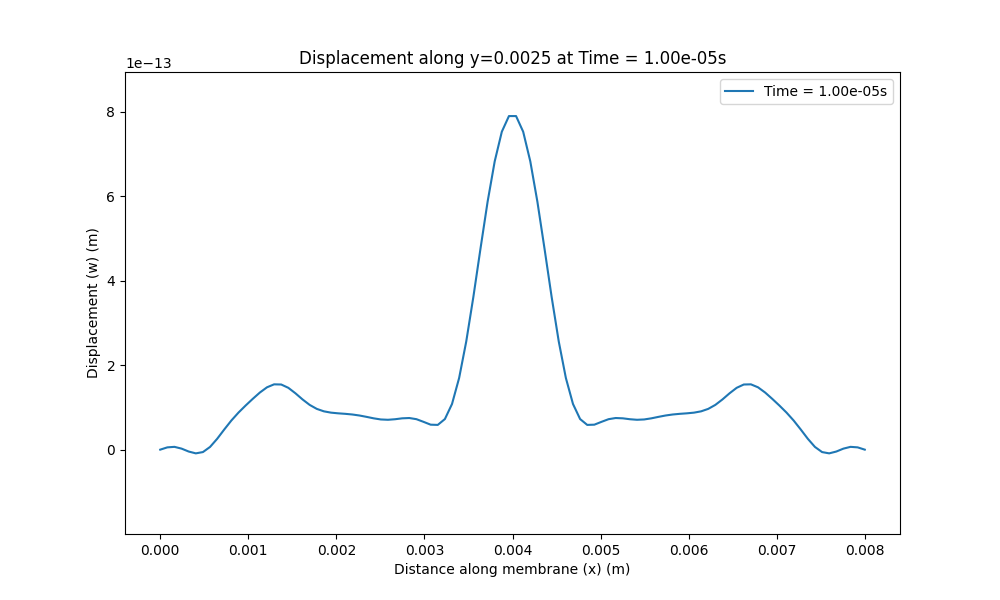 Displacement along y=0.0025 at Time = 1.00e-05s
1e−13
Time = 1.00e-05s
8
6
4
2
0
Displacement (w) (m)
0.000 0.001 0.002 0.003 0.004 0.005 0.006 0.007 0.008
Distance along membrane (x) (m)